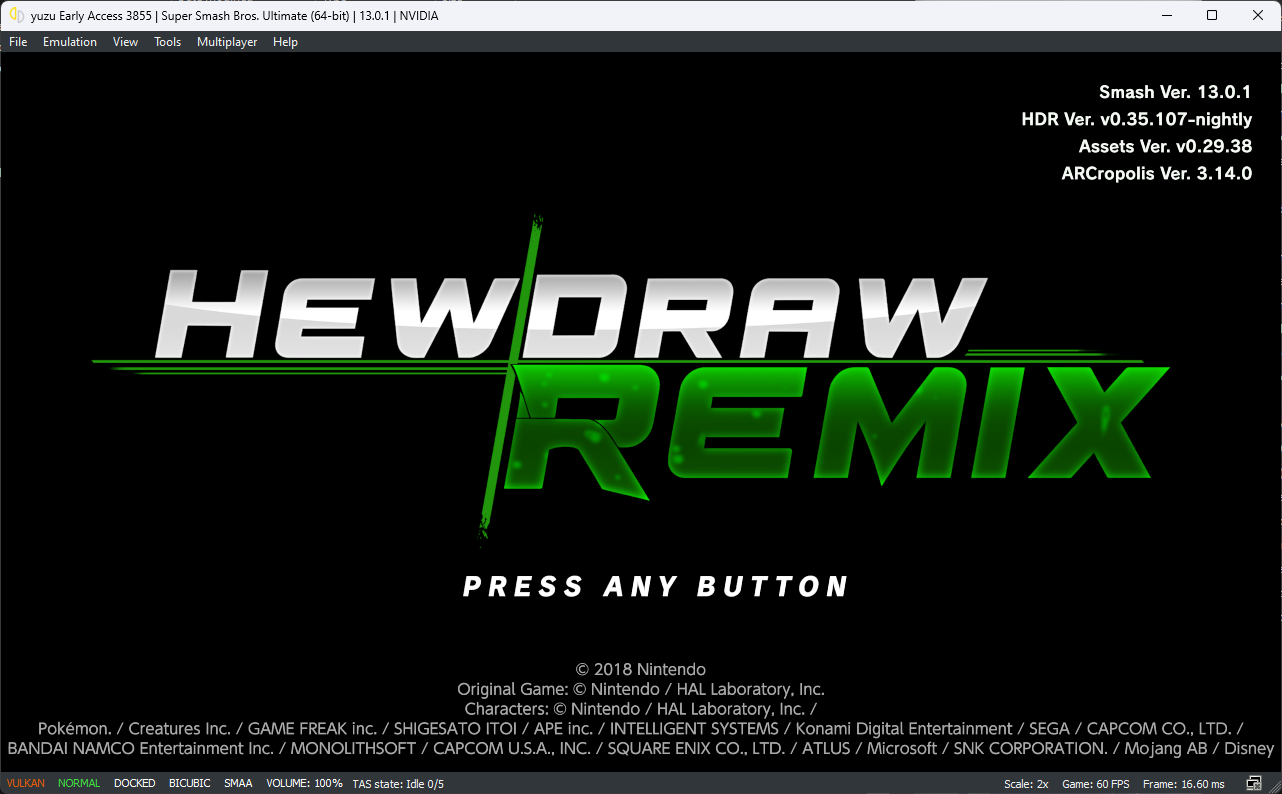 yuzu Early Access 3855 | Super Smash Bros. Ultimate (64-bit) | 13.0.1 | NVIDIA
File Emulation View Tools Multiplayer Help
Smash Ver. 13.0.1
HDR Ver. v0.35.107-nightly
Assets Ver. v0.29.38
ARCropolis Ver. 3.14.0
HEWDRAW
REMIX
PRESS ANY BUTTON
© 2018 Nintendo
Original Game: © Nintendo / HAL Laboratory, Inc.
Characters: © Nintendo / HAL Laboratory, Inc. /
Pokémon. / Creatures Inc. / GAME FREAK inc. / SHIGESATO ITOI / APE inc. / INTELLIGENT SYSTEMS / Konami Digital Entertainment / SEGA / CAPCOM CO., LTD. /
BANDAI NAMCO Entertainment Inc. / MONOLITHSOFT / CAPCOM U.S.A., INC. / SQUARE ENIX CO., LTD. / ATLUS / Microsoft / SNK CORPORATION. / Mojang AB / Disney
VULKAN NORMAL DOCKED BICUBIC SMAA VOLUME: 100% TAS state: Idle 0/5 Scale: 2x Game: 60 FPS Frame: 16.60 ms